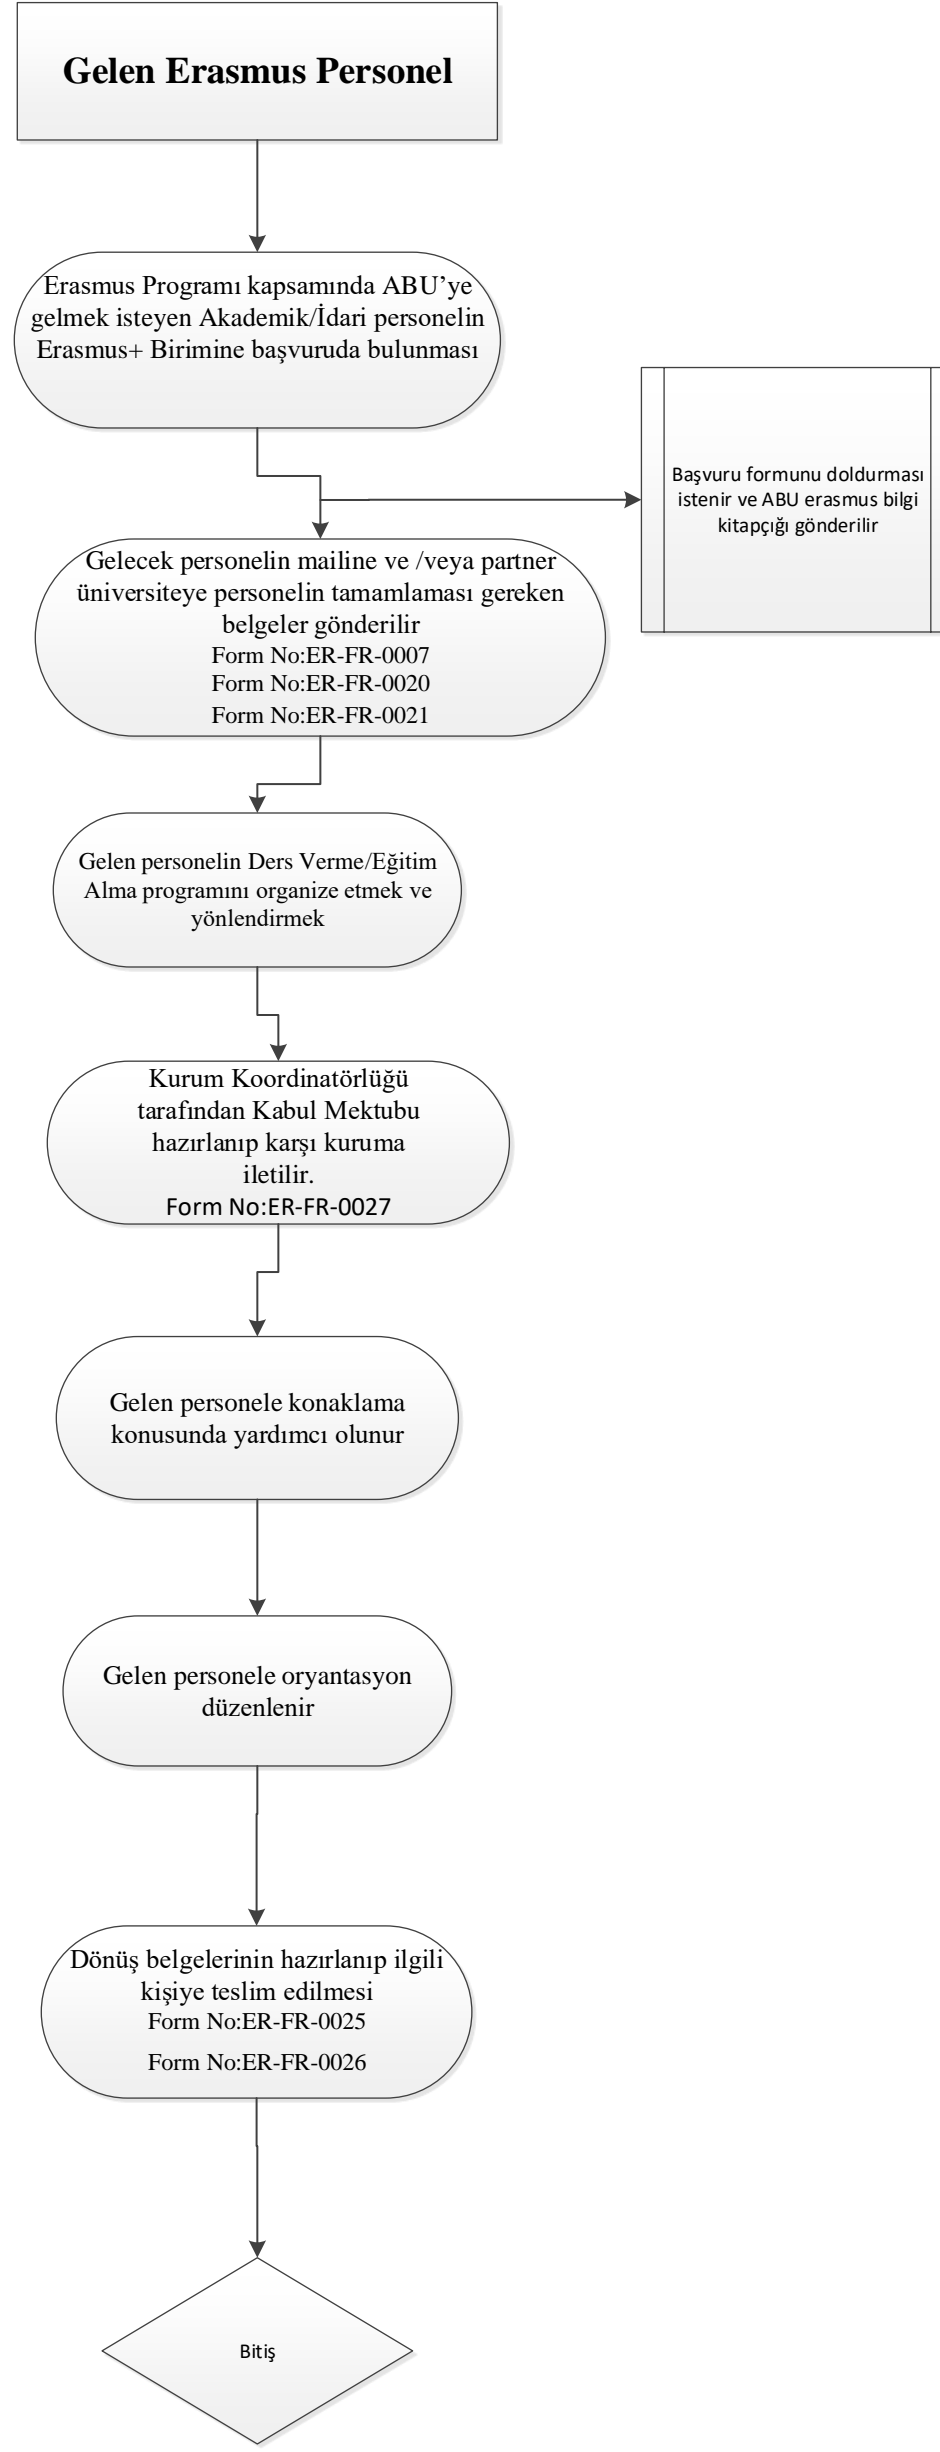 Gelen Erasmus Personel
Erasmus Programı kapsamında ABU’ye
gelmek isteyen Akademik/İdari personelin
Erasmus+ Birimine başvuruda bulunması
Başvuru formunu doldurması
istenir ve ABU erasmus bilgi
kitapçığı gönderilir
Gelecek personelin mailine ve /veya partner
üniversiteye personelin tamamlaması gereken
belgeler gönderilir
Form No:ER-FR-0007
Form No:ER-FR-0020
Form No:ER-FR-0021
Gelen personelin Ders Verme/Eğitim
Alma programını organize etmek ve
yönlendirmek
Kurum Koordinatörlüğü
tarafından Kabul Mektubu
hazırlanıp karşı kuruma
iletilir.
Form No:ER-FR-0027
Gelen personele konaklama
konusunda yardımcı olunur
Gelen personele oryantasyon
düzenlenir
Dönüş belgelerinin hazırlanıp ilgili
kişiye teslim edilmesi
Form No:ER-FR-0025
Form No:ER-FR-0026
Bitiş